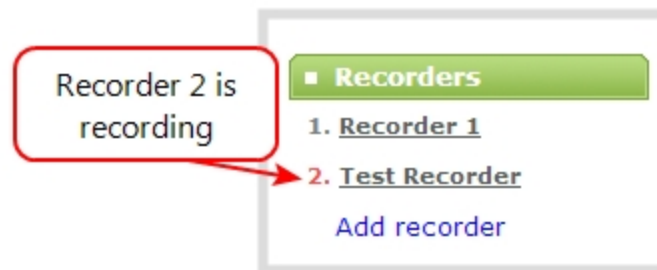 Recorder 2 is
recording
Recorders
1. Recorder 1
2. Test Recorder
Add recorder